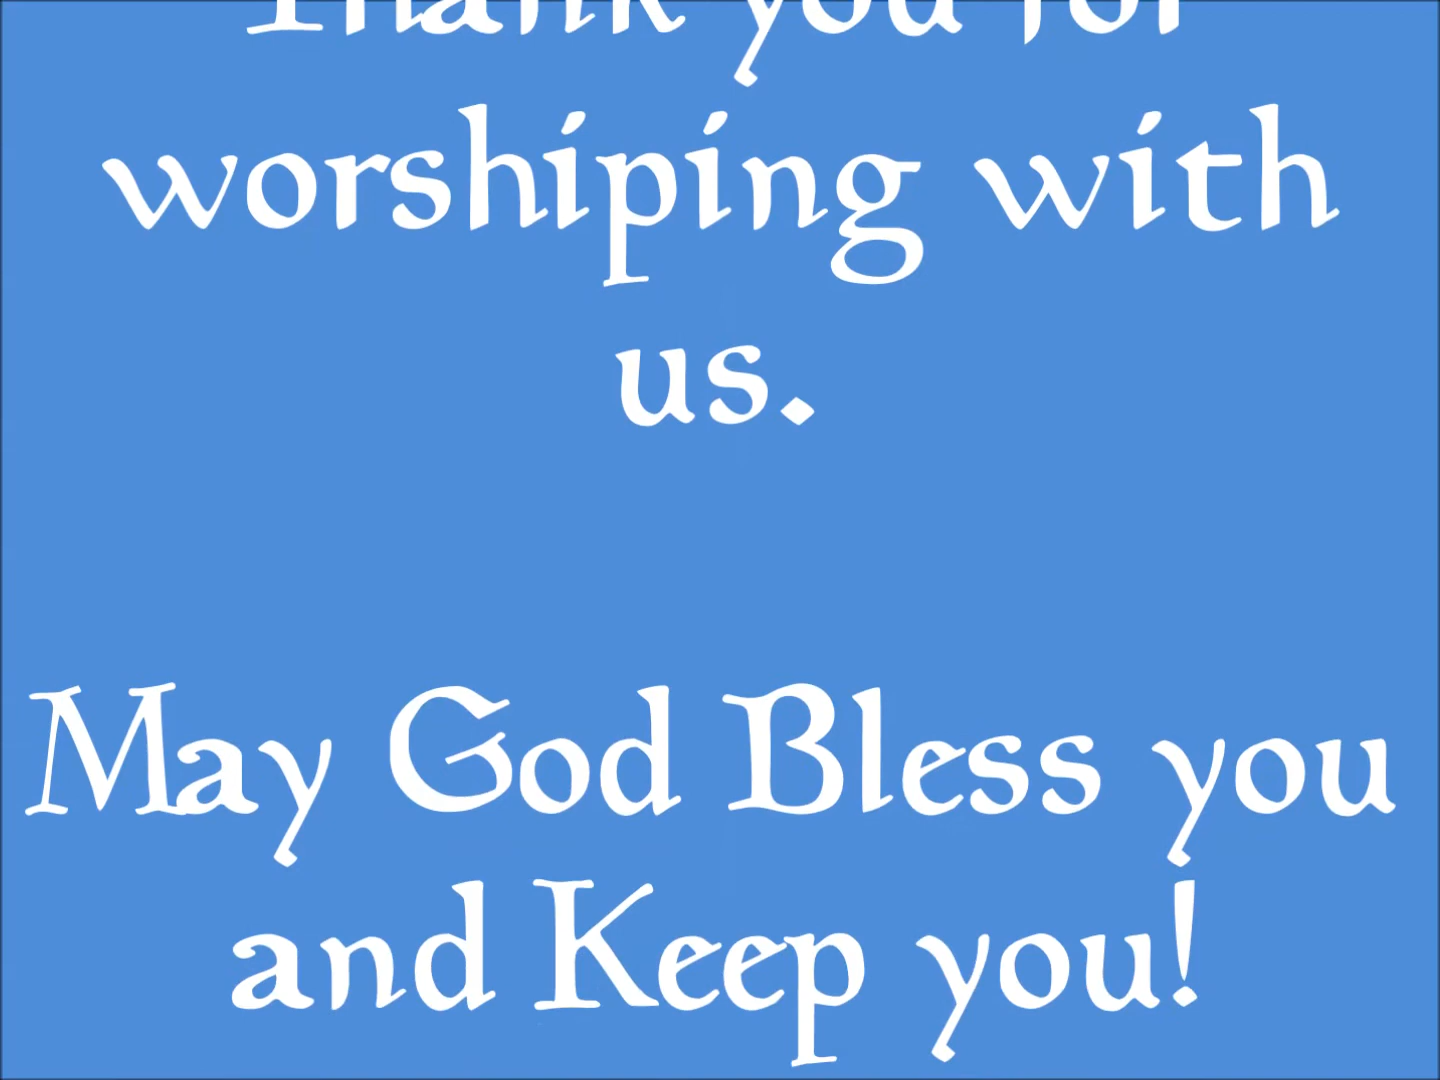 Thank you for
worshiping with
us.
May God Bless you
and Keep you!